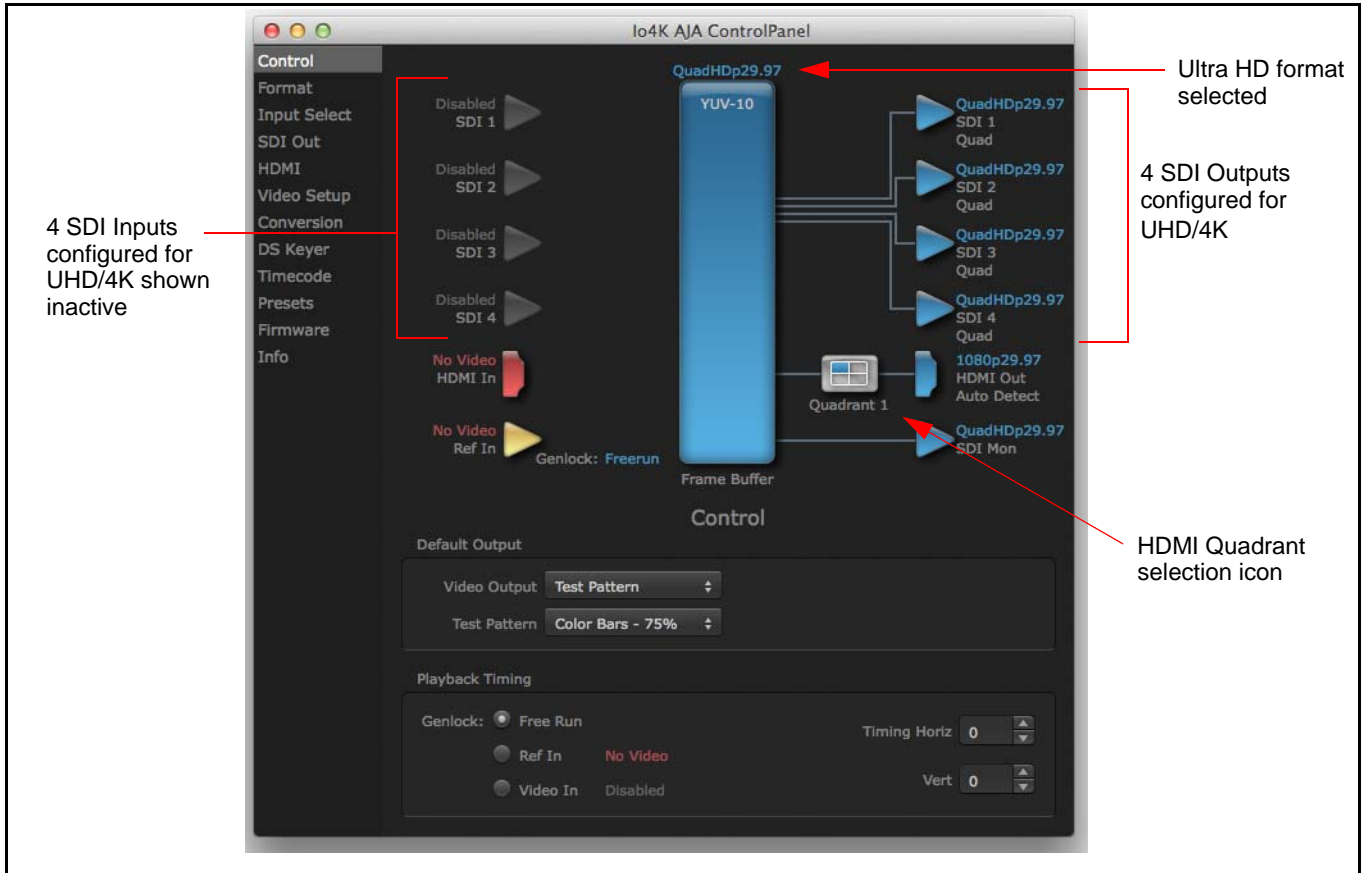 Io4K AJA ControlPanel
Control
Format
Input Select
SDI Out
HDMI
Video Setup
Conversion
DS Keyer
Timecode
Presets
Firmware
Info
4 SDI Inputs
configured for
UHD/4K shown
inactive
Disabled
SDI 1
Disabled
SDI 2
Disabled
SDI 3
Disabled
SDI 4
No Video
HDMI In
No Video
Ref In
Genlock: Freerun
QuadHDp29.97
YUV-10
Frame Buffer
Quadrant 1
QuadHDp29.97
SDI 1
Quad
QuadHDp29.97
SDI 2
Quad
QuadHDp29.97
SDI 3
Quad
QuadHDp29.97
SDI 4
Quad
1080p29.97
HDMI Out
Auto Detect
QuadHDp29.97
SDI Mon
Ultra HD format
selected
4 SDI Outputs
configured for
UHD/4K
HDMI Quadrant
selection icon
Control
Default Output
Video Output Test Pattern
Test Pattern Color Bars - 75%
Playback Timing
Genlock: Free Run
Ref In No Video
Video In Disabled
Timing Horiz 0
Vert 0